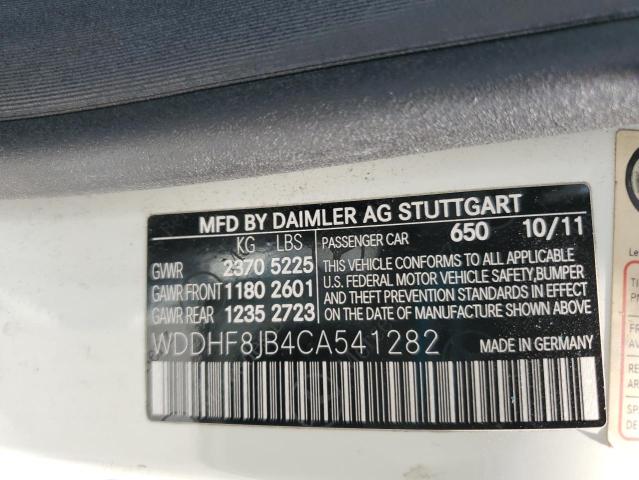 MFD BY DAIMLER AG STUTTGART
KG LBS PASSENGER CAR 650 10/11
GVWR 2370 5225
GAWR FRONT 1180 2601
GAWR REAR 1235 2723
THIS VEHICLE CONFORMS TO ALL APPLICABLE
U.S. FEDERAL MOTOR VEHICLE SAFETY, BUMPER
AND THEFT PREVENTION STANDARDS IN EFFECT
ON THE DATE OF MANUFACTURE SHOWN ABOVE.
WDDHF8JB4CA541282 MADE IN GERMANY
Le
TI